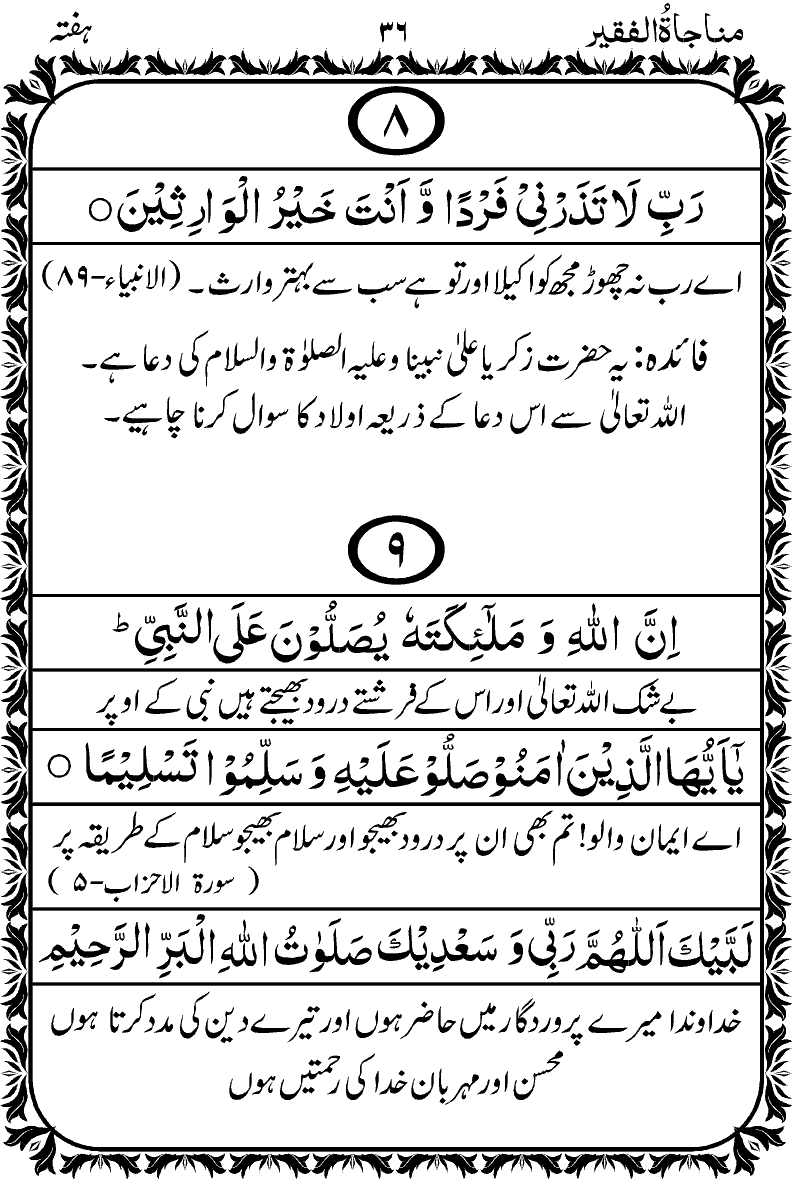 مناجاةُالفقیر ۳۶ ہفتہ
۸
رَبِّ لَا تَذَرْنِیْ فَرْدًا وَّ اَنْتَ خَیْرُ الْوَارِثِیْنَ ○
اے رب نہ چھوڑ مجھ کو اکیلا اور تو ہے سب سے بہتر وارث۔ (الانبیاء-۸۹)
فائدہ: یہ حضرت زکریا علیٰ نبینا وعلیہ الصلوٰۃ والسلام کی دعا ہے۔
اللہ تعالیٰ سے اس دعا کے ذریعہ اولاد کا سوال کرنا چاہیے۔
۹
اِنَّ اللهِ وَ مَلٰٓئِكَتَهٗ یُصَلُّوْنَ عَلَی النَّبِیِّ ؕ
بے شک اللہ تعالیٰ اور اس کے فرشتے درود بھیجتے ہیں نبی کے اوپر
یٰٓاَیُّهَا الَّذِیْنَ اٰمَنُوْ صَلُّوْ عَلَیْهِ وَ سَلِّمُوْا تَسْلِیْمًا ○
اے ایمان والو! تم بھی ان پر درود بھیجو اور سلام بھیجو سلام کے طریقہ پر
( سورۃ الاحزاب-۵ )
لَبَّیْكَ اَللّٰهُمَّ رَبِّی وَ سَعْدِیْكَ صَلَوٰتُ اللهِ الْبَرِّ الرَّحِیْمِ
خداوندا میرے پروردگار میں حاضر ہوں اور تیرے دین کی مدد کرتا ہوں
محسن اور مہربان خدا کی رحمتیں ہوں